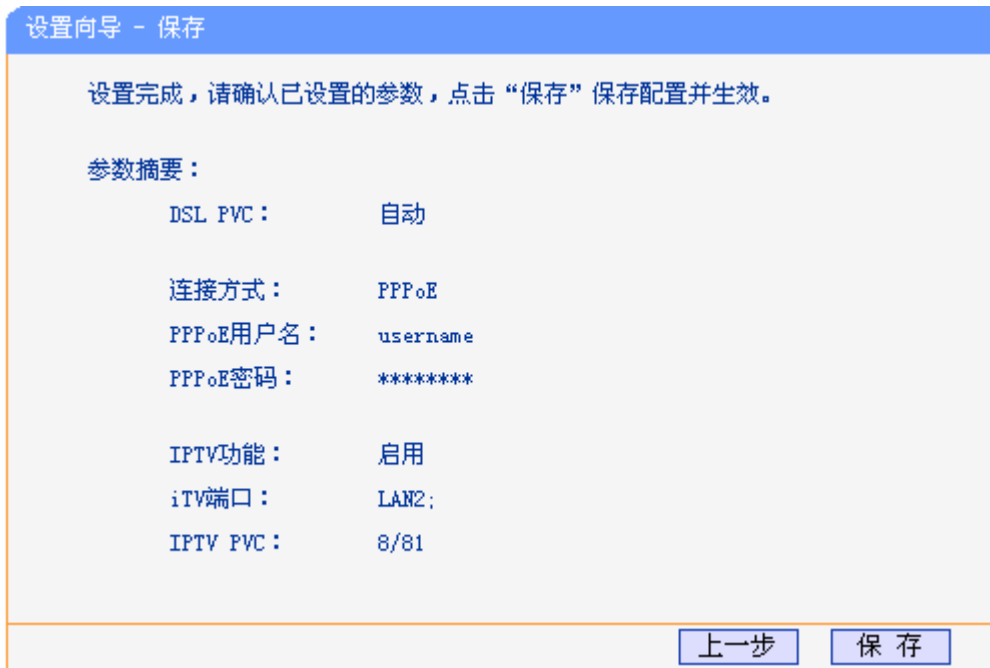 设置向导 - 保存
设置完成，请确认已设置的参数，点击“保存”保存配置并生效。
参数摘要：
DSL PVC： 自动
连接方式： PPPoE
PPPoE用户名： username
PPPoE密码： ********
IPTV功能： 启用
iTV端口： LAN2;
IPTV PVC： 8/81
上一步 保 存